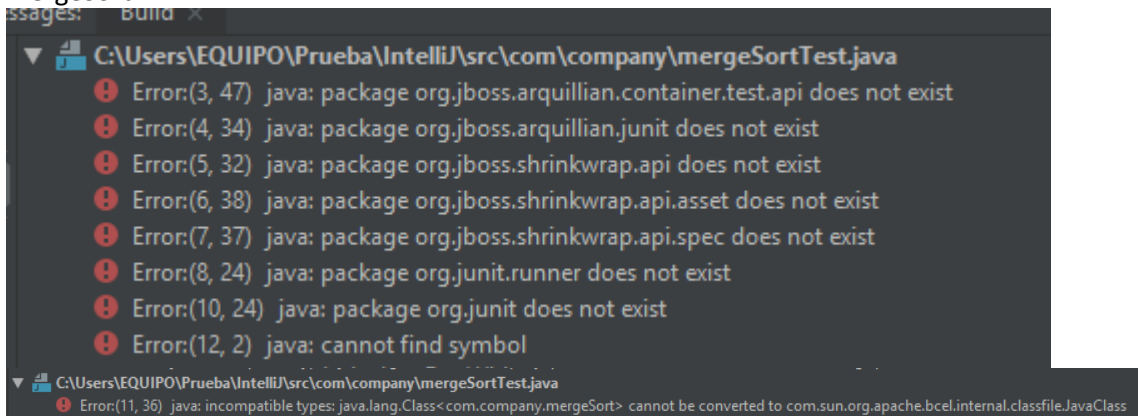 ssages: Build ×
C:\Users\EQUIPO\Prueba\IntelliJ\src\com\company\mergeSortTest.java
Error:(3, 47) java: package org.jboss.arquillian.container.test.api does not exist
Error:(4, 34) java: package org.jboss.arquillian.junit does not exist
Error:(5, 32) java: package org.jboss.shrinkwrap.api does not exist
Error:(6, 38) java: package org.jboss.shrinkwrap.api.asset does not exist
Error:(7, 37) java: package org.jboss.shrinkwrap.api.spec does not exist
Error:(8, 24) java: package org.junit.runner does not exist
Error:(10, 24) java: package org.junit does not exist
Error:(12, 2) java: cannot find symbol
C:\Users\EQUIPO\Prueba\IntelliJ\src\com\company\mergeSortTest.java
Error:(11, 36) java: incompatible types: java.lang.Class<com.company.mergeSort> cannot be converted to com.sun.org.apache.bcel.internal.classfile.JavaClass